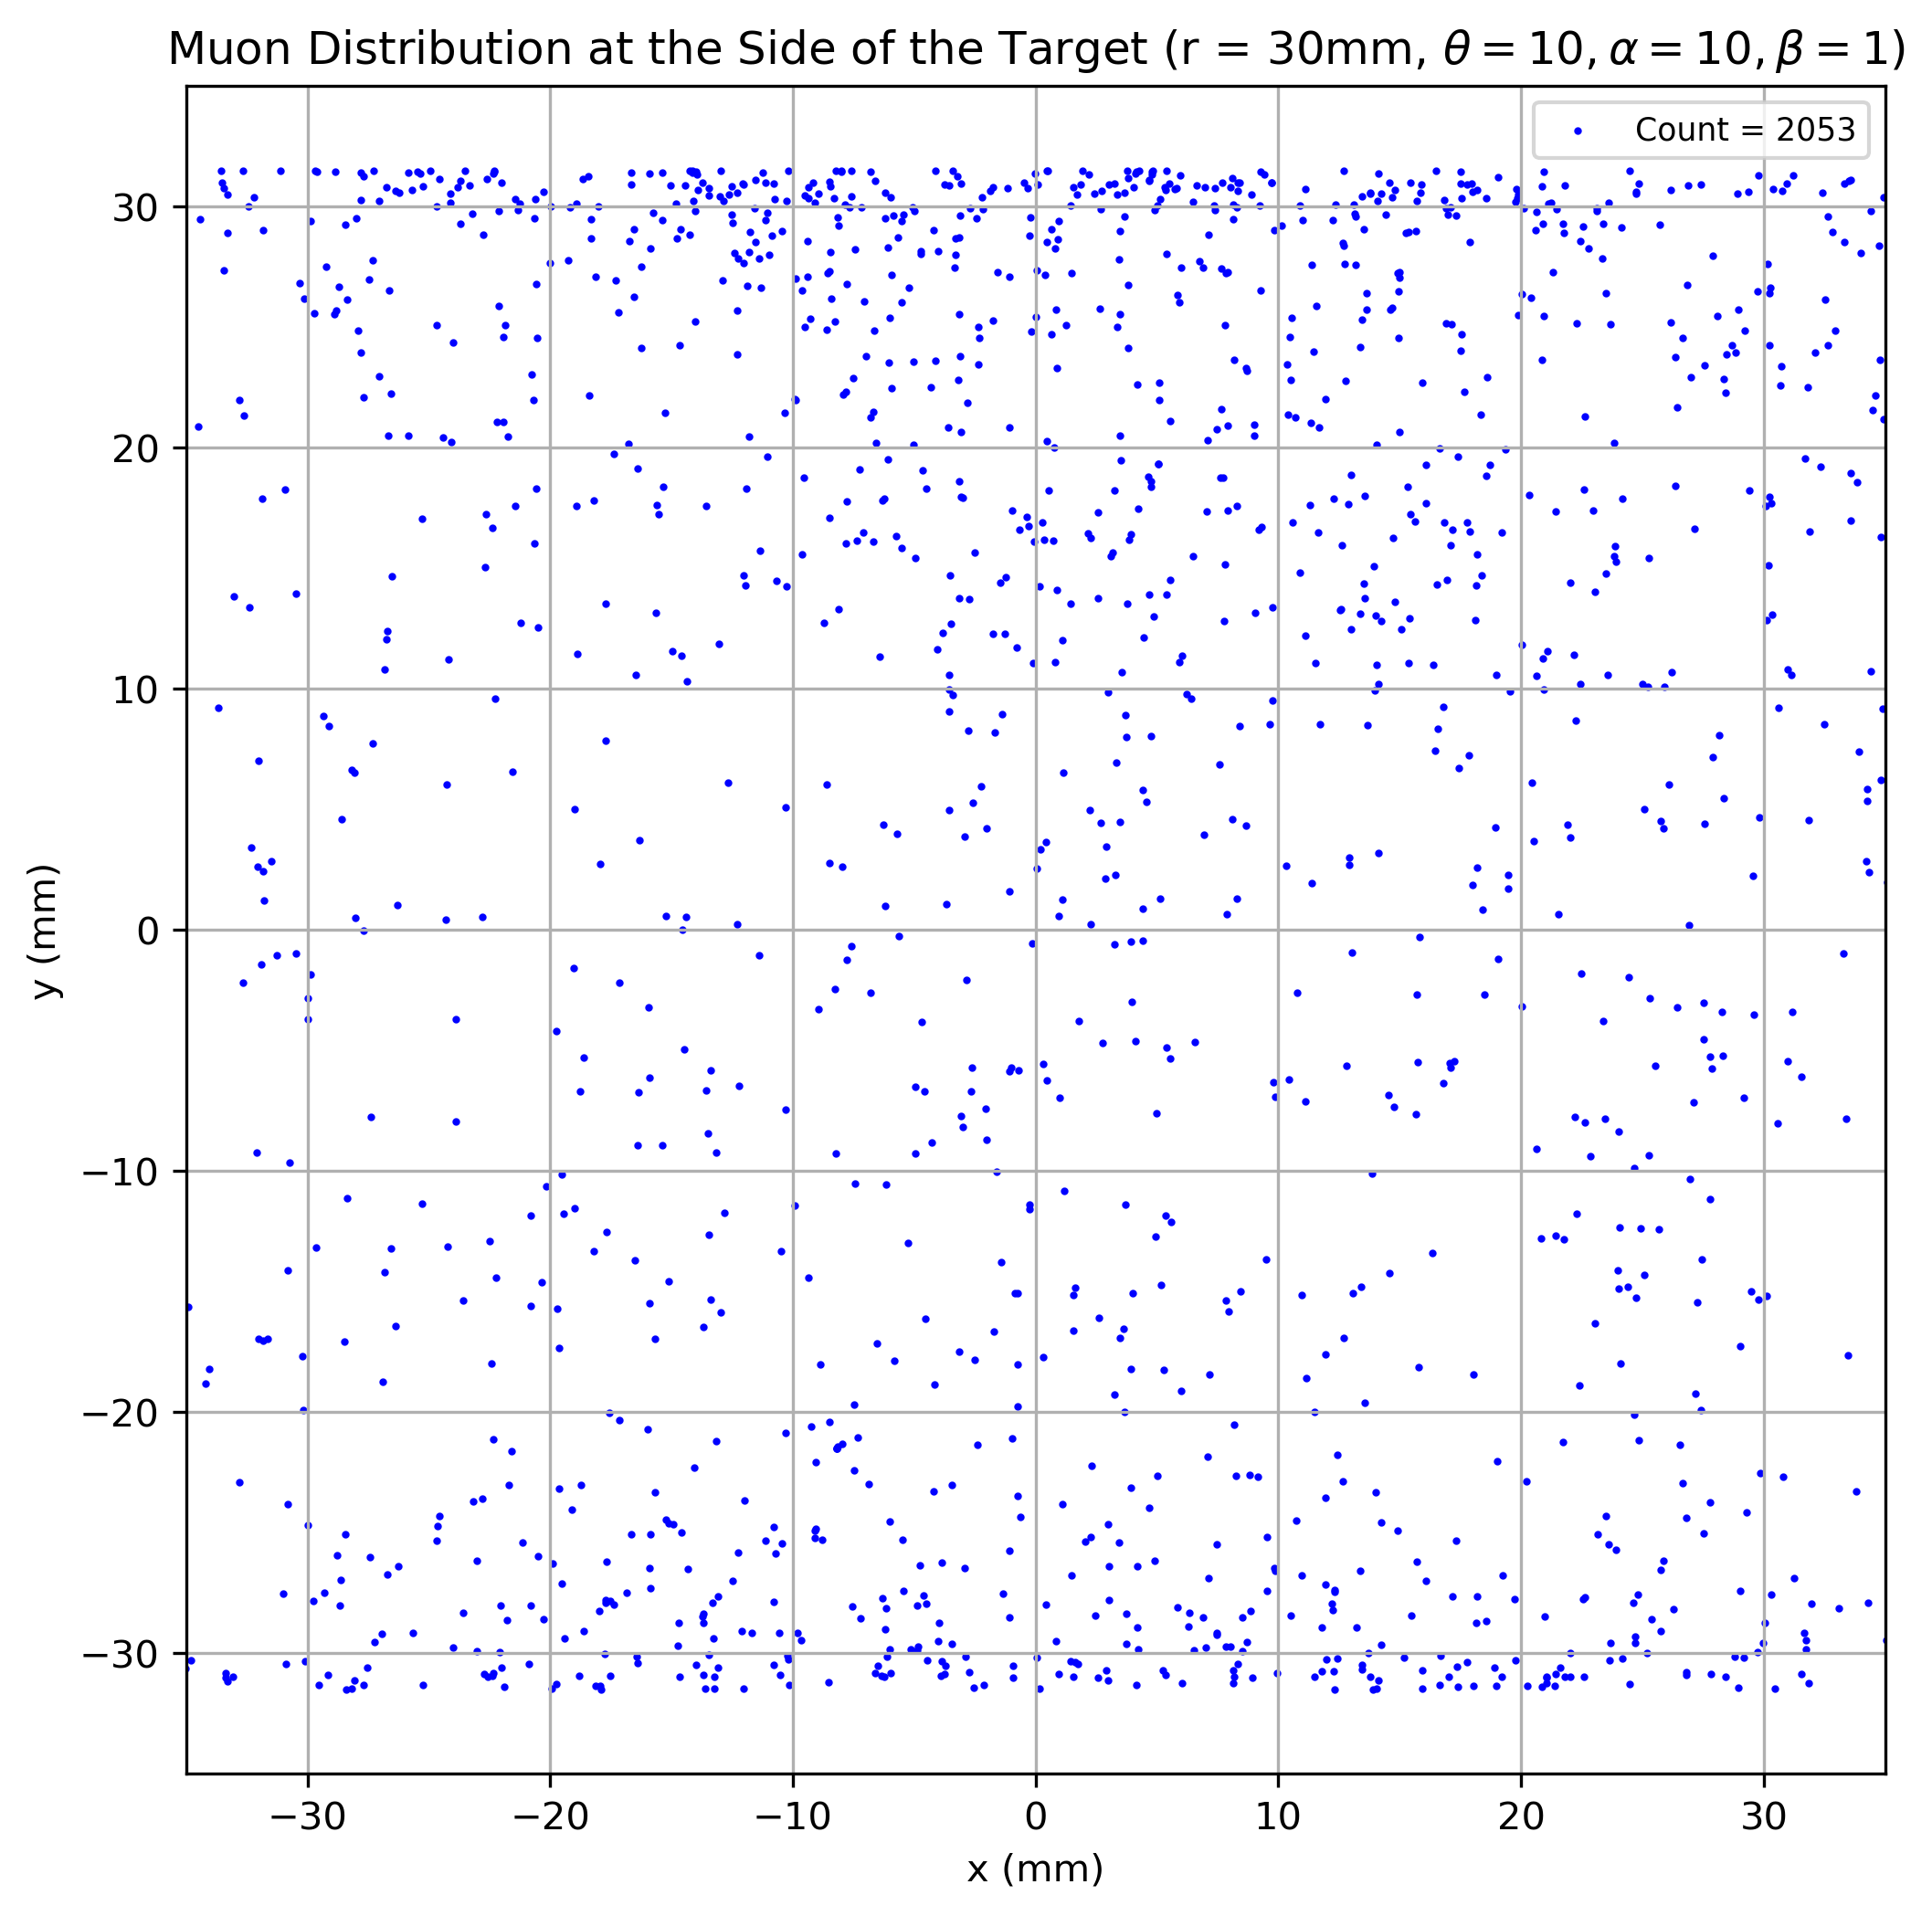 Muon Distribution at the Side of the Target (r = 30mm, θ = 10, α = 10, β = 1)
Count = 2053
30
20
10
0
−10
−20
−30
y (mm)
−30 −20 −10 0 10 20 30
x (mm)